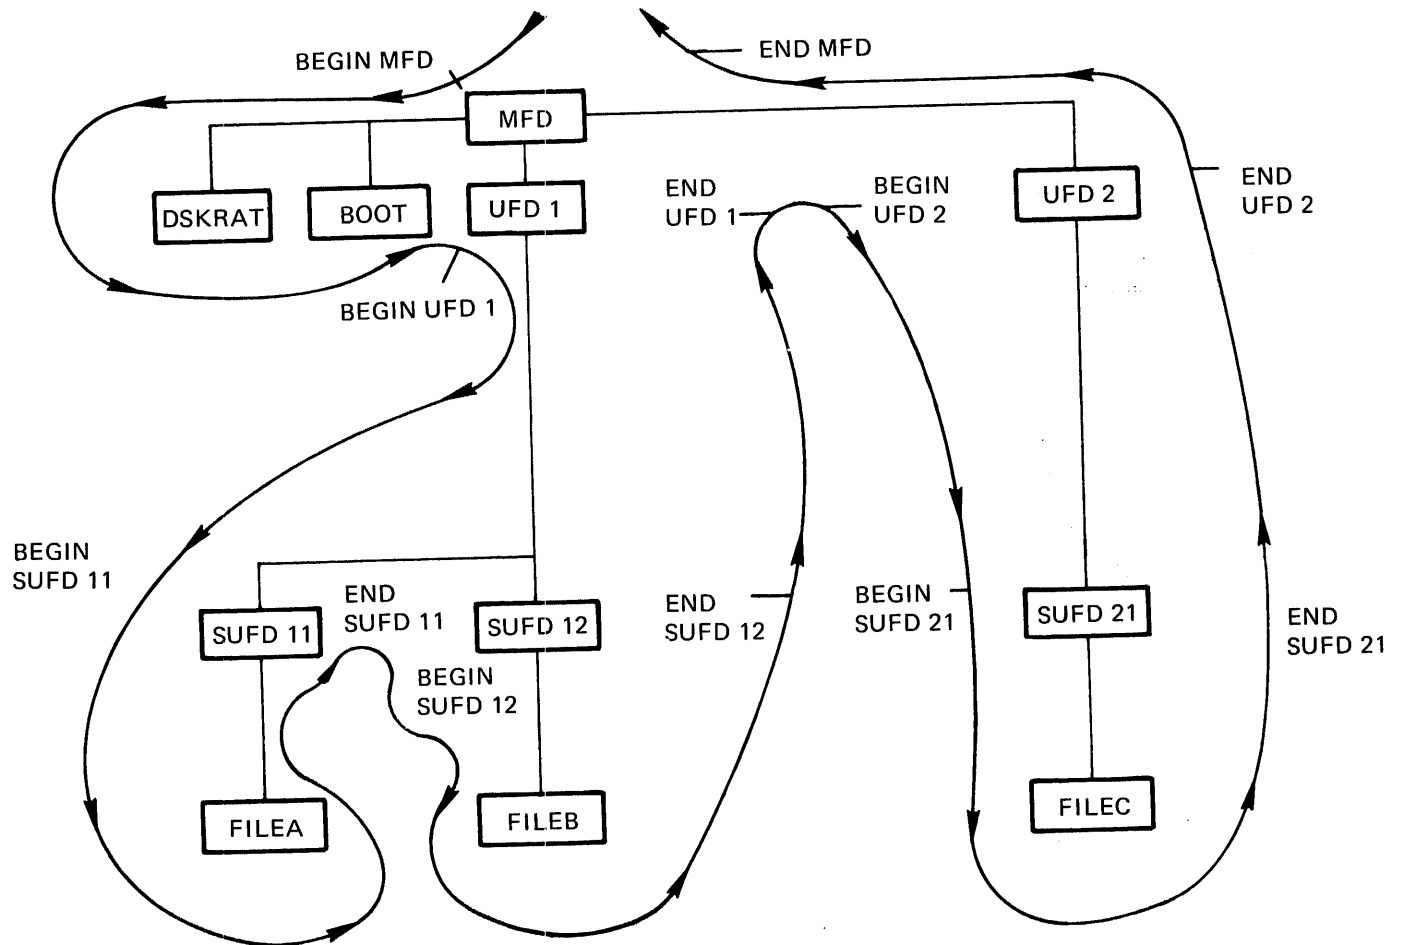 BEGIN MFD
END MFD
MFD
DSKRAT
BOOT
UFD 1
END
UFD 1
BEGIN
UFD 2
UFD 2
END
UFD 2
BEGIN UFD 1
BEGIN
SUFD 11
END
SUFD 11
SUFD 11
SUFD 12
BEGIN
SUFD 12
END
SUFD 12
BEGIN
SUFD 21
SUFD 21
END
SUFD 21
FILEA
FILEB
FILEC